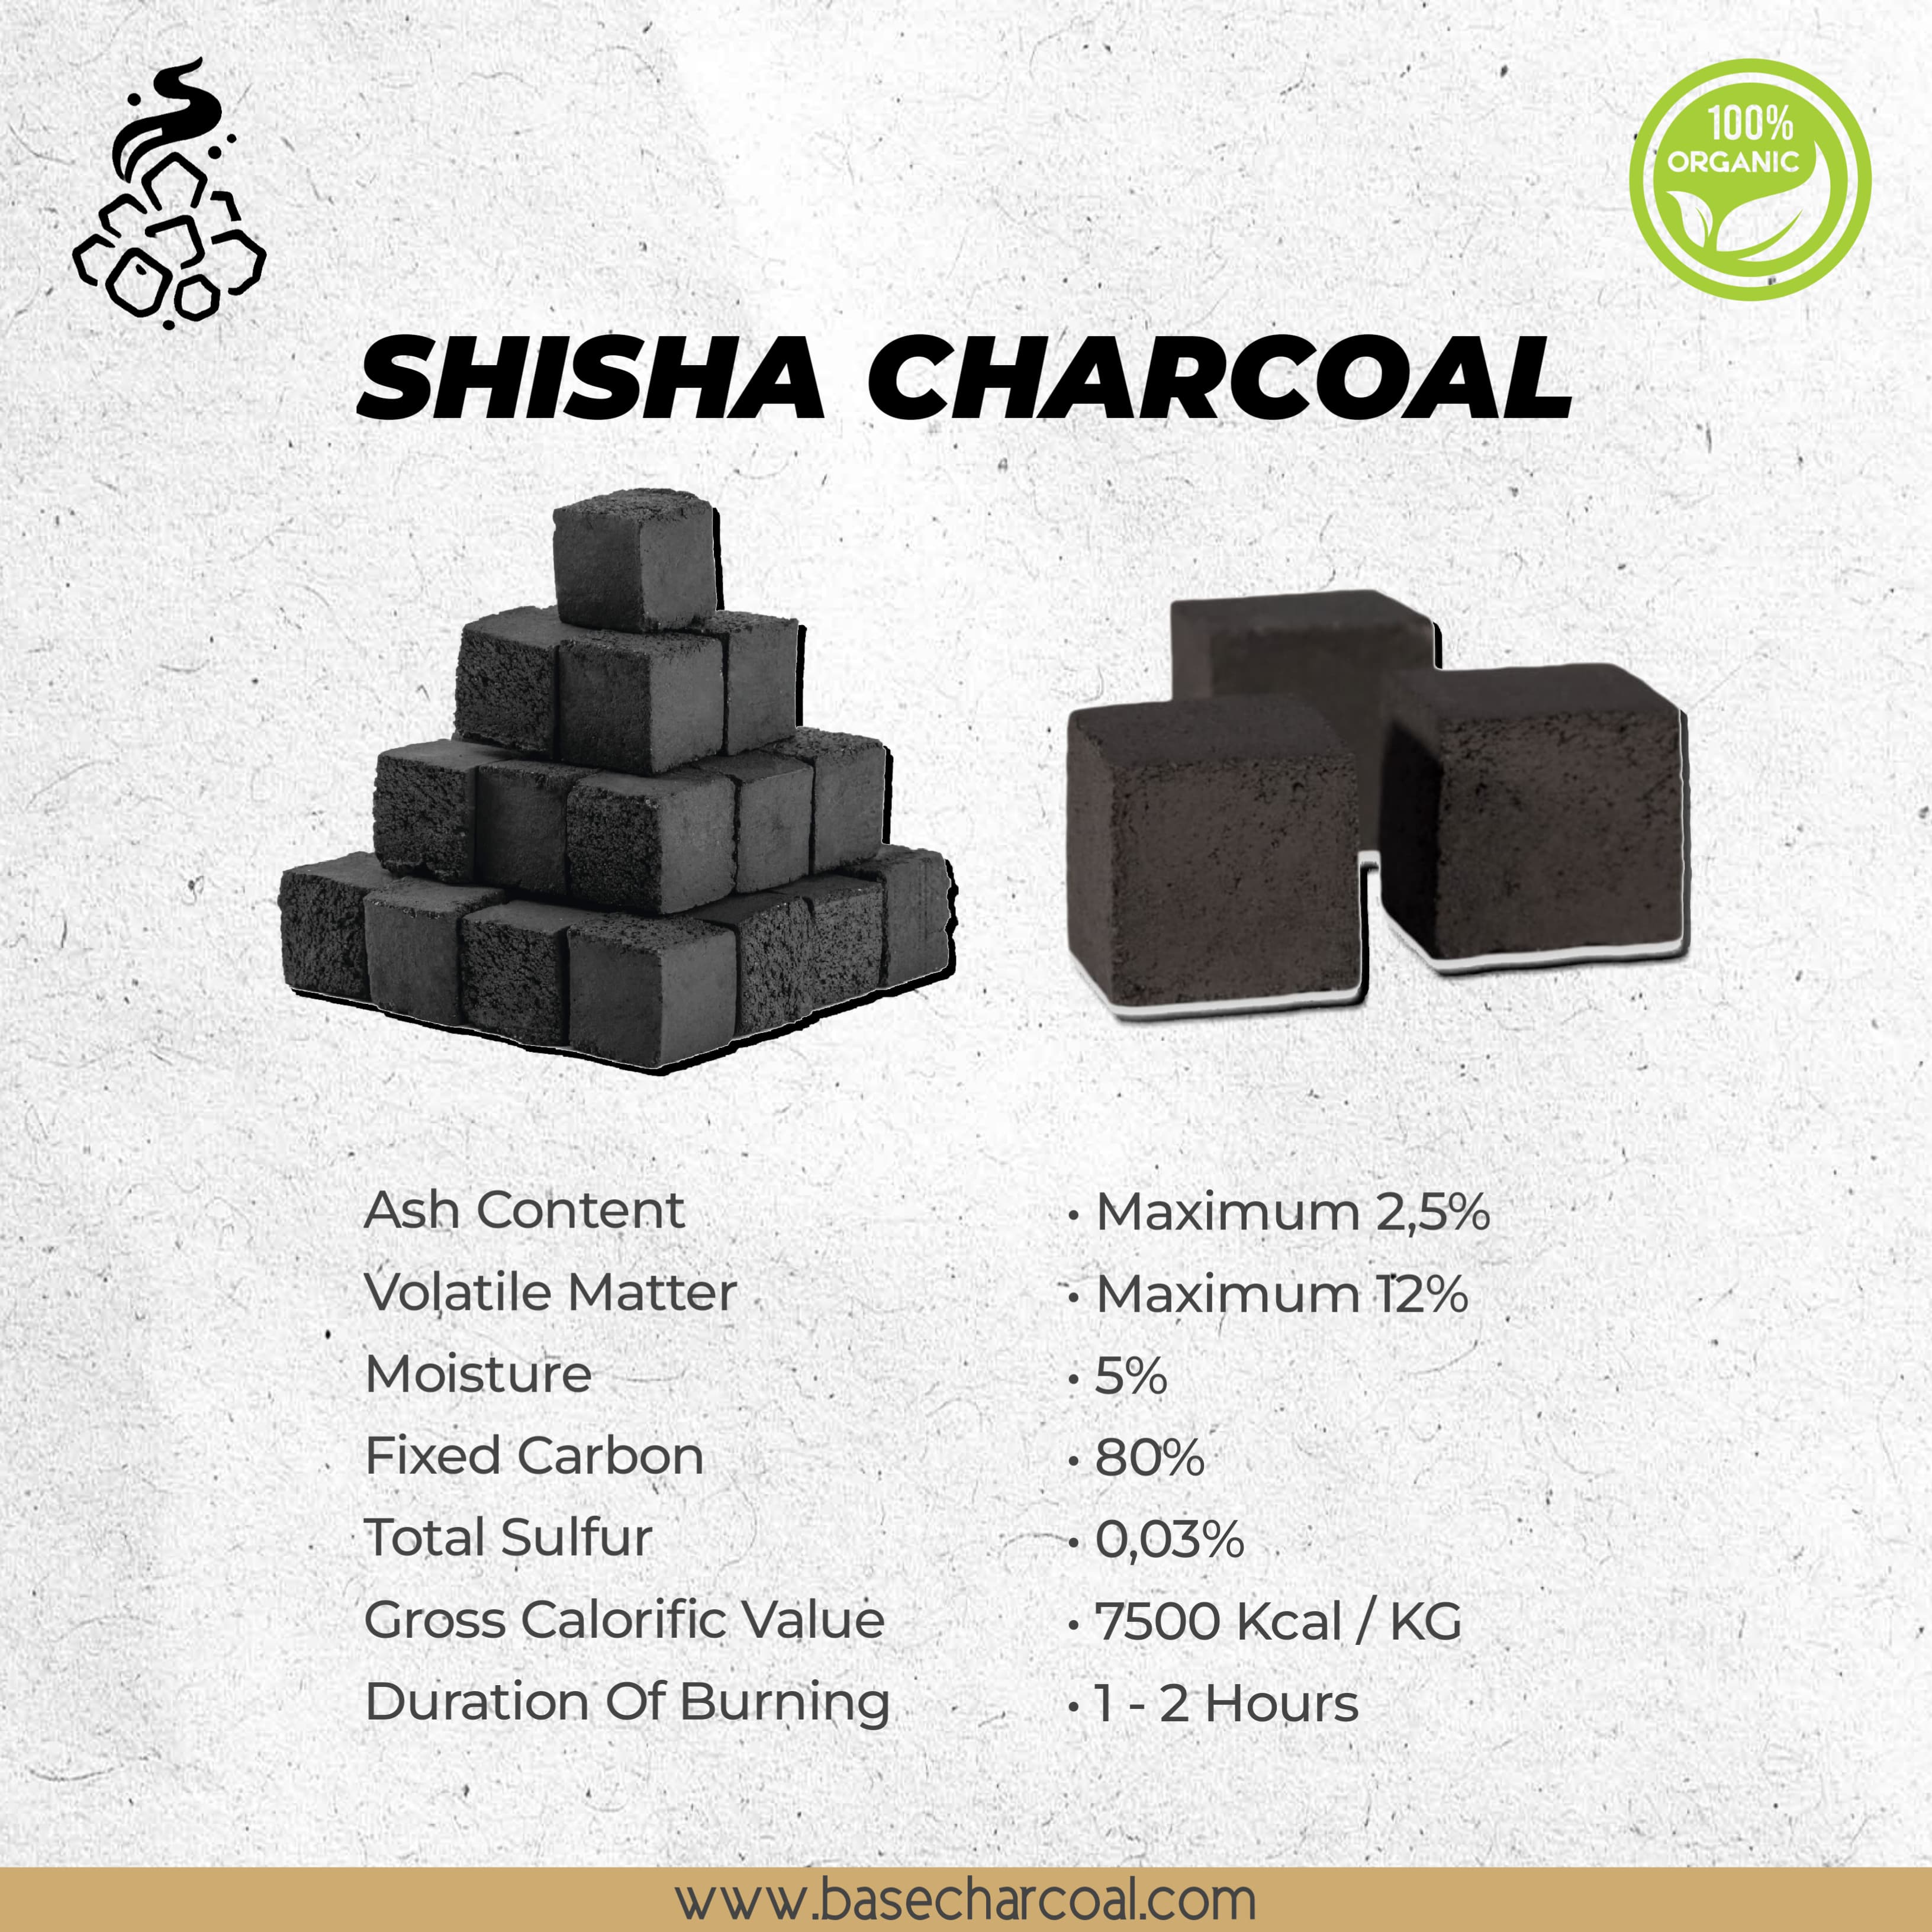 100%
ORGANIC
SHISHA CHARCOAL
Ash Content • Maximum 2,5%
Volatile Matter • Maximum 12%
Moisture • 5%
Fixed Carbon • 80%
Total Sulfur • 0,03%
Gross Calorific Value • 7500 Kcal / KG
Duration Of Burning • 1 - 2 Hours
www.basecharcoal.com